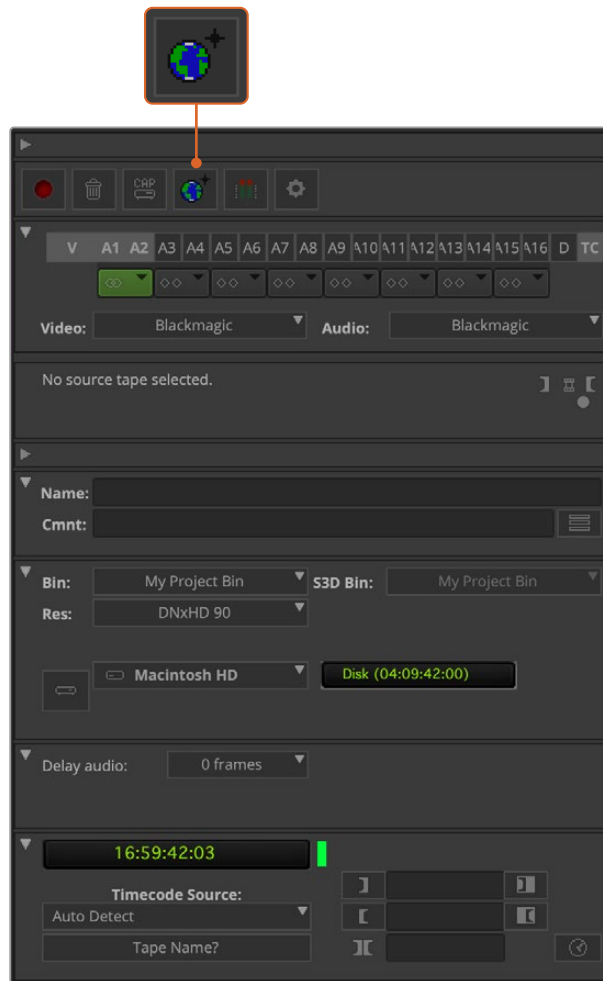 CAP
V A1 A2 A3 A4 A5 A6 A7 A8 A9 A10 A11 A12 A13 A14 A15 A16 D TC
Video: Blackmagic Audio: Blackmagic
No source tape selected.
Name:
Cmnt:
Bin: My Project Bin S3D Bin: My Project Bin
Res: DNxHD 90
Macintosh HD Disk (04:09:42:00)
Delay audio: 0 frames
16:59:42:03
Timecode Source:
Auto Detect
Tape Name?